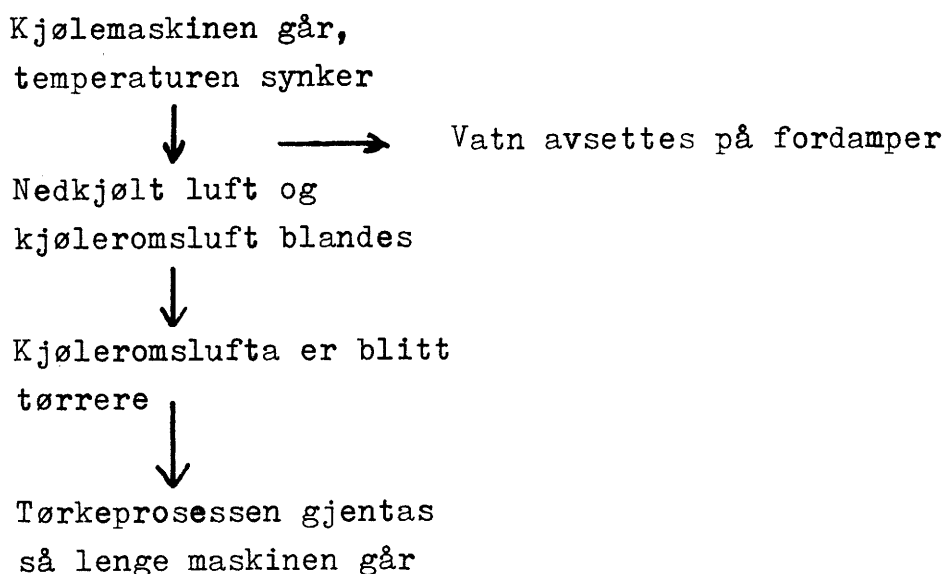 Kjølemaskinen går,
temperaturen synker
Vatn avsettes på fordamper
Nedkjølt luft og
kjøleromsluft blandes
Kjøleromslufta er blitt
tørrere
Tørkeprosessen gjentas
så lenge maskinen går